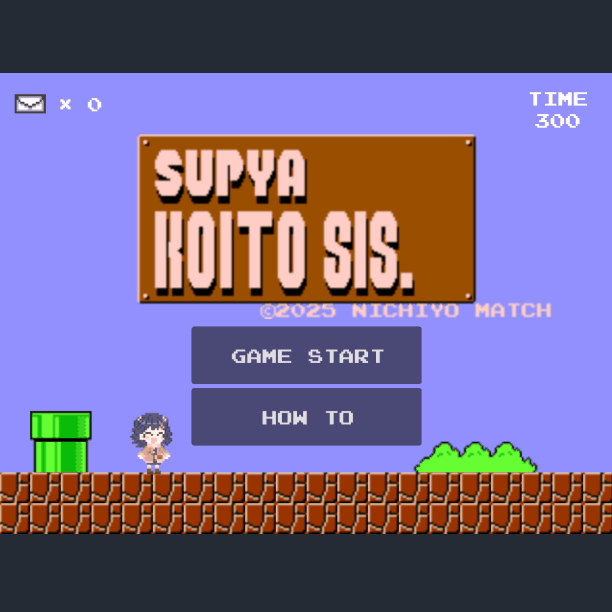 × 0
TIME
300
SUPYA
KOITO SIS.
©2025 NICHIYO MATCH
GAME START
HOW TO